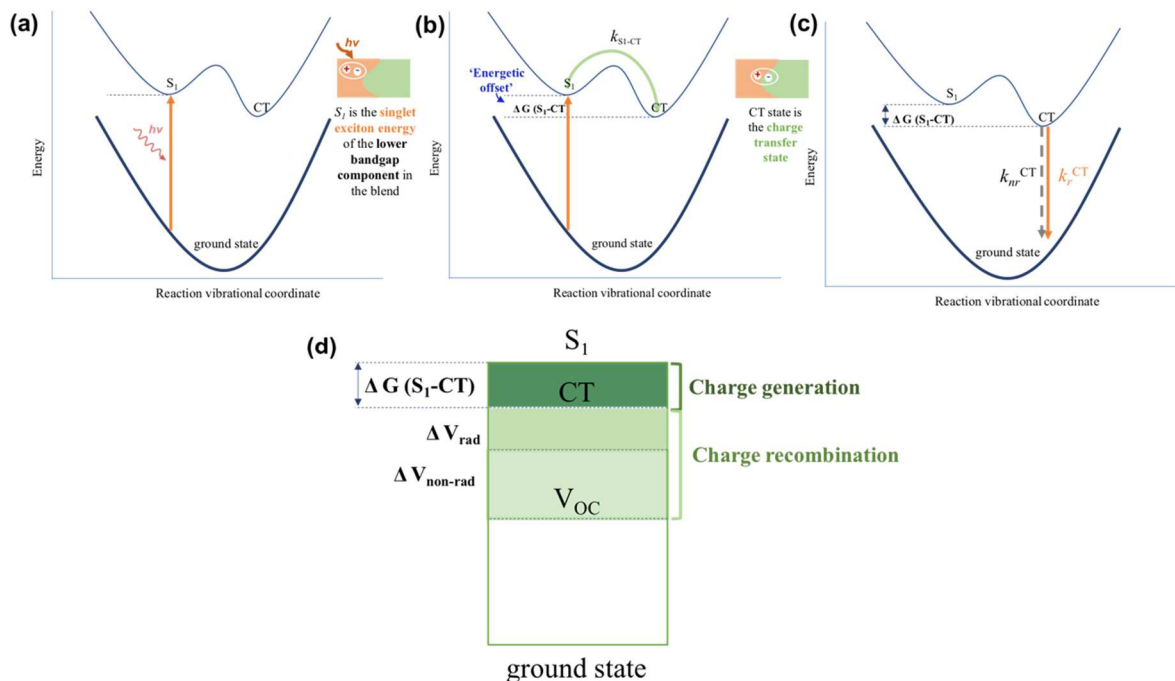 (a)
hv
S1
hv
S1 is the singlet
exciton energy
of the lower
bandgap
component in
the blend
ground state
Energy
Reaction vibrational coordinate
(b)
kS1-CT
'Energetic
offset'
S1
Δ G (S1-CT
CT
CT
CT state is
the charge
transfer
state
ground state
Energy
Reaction vibrational coordinate
(c)
S1
Δ G (S1-CT)
CT
knrCT
krCT
ground state
Energy
Reaction vibrational coordinate
(d)
S1
Δ G (S1-CT)
CT
Charge generation
Δ Vrad
Charge recombination
Δ Vnon-rad
VOC
ground state